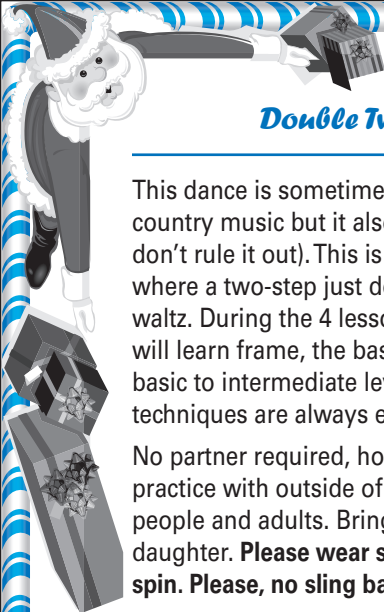 Double Tw
This dance is sometime
country music but it also
don't rule it out). This is
where a two-step just do
waltz. During the 4 lesso
will learn frame, the bas
basic to intermediate lev
techniques are always e
No partner required, ho
practice with outside of
people and adults. Bring
daughter. Please wear s
spin. Please, no sling ba